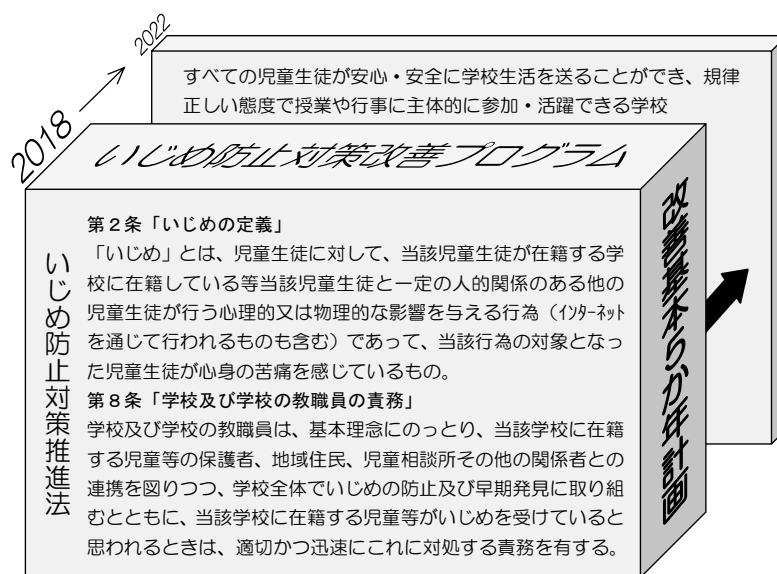 2022
すべての児童生徒が安心・安全に学校生活を送ることができ、規律
正しい態度で授業や行事に主体的に参加・活躍できる学校
2018
いじめ防止対策改善プログラム
改善基本5か年計画
いじめ防止対策推進法
第2条「いじめの定義」
「いじめ」とは、児童生徒に対して、当該児童生徒が在籍する学
校に在籍している等当該児童生徒と一定の人的関係のある他の
児童生徒が行う心理的又は物理的な影響を与える行為（ｲﾝﾀｰﾈｯﾄ
を通じて行われるものも含む）であって、当該行為の対象となっ
た児童生徒が心身の苦痛を感じているもの。
第8条「学校及び学校の教職員の責務」
学校及び学校の教職員は、基本理念にのっとり、当該学校に在籍
する児童等の保護者、地域住民、児童相談所その他の関係者との
連携を図りつつ、学校全体でいじめの防止及び早期発見に取り組
むとともに、当該学校に在籍する児童等がいじめを受けていると
思われるときは、適切かつ迅速にこれに対処する責務を有する。